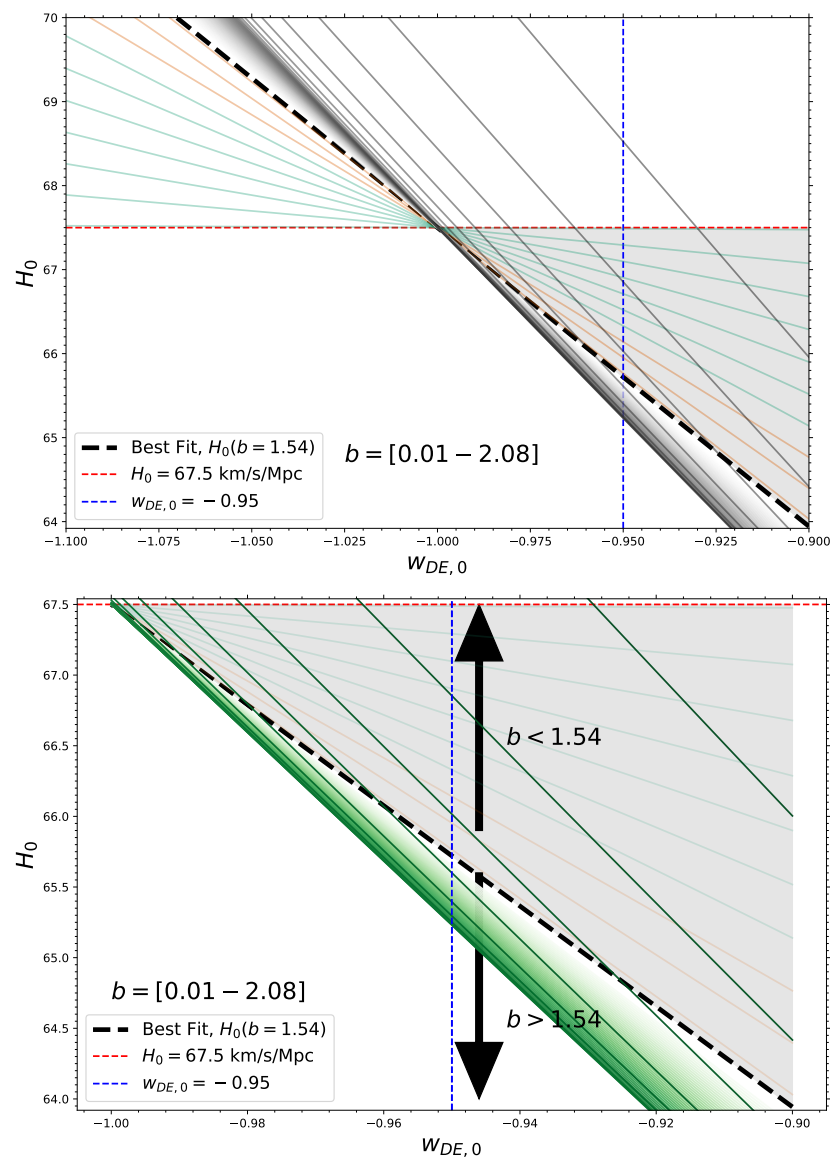 70
69
68
67
66
65
64
H₀
Best Fit, H₀(b = 1.54)
H₀ = 67.5 km/s/Mpc
w_DE,0 = −0.95
b = [0.01 − 2.08]
−1.100 −1.075 −1.050 −1.025 −1.000 −0.975 −0.950 −0.925 −0.900
w_DE,0
67.5
67.0
66.5
66.0
65.5
65.0
64.5
64.0
H₀
b < 1.54
b = [0.01 − 2.08]
b > 1.54
Best Fit, H₀(b = 1.54)
H₀ = 67.5 km/s/Mpc
w_DE,0 = −0.95
−1.00 −0.98 −0.96 −0.94 −0.92 −0.90
w_DE,0